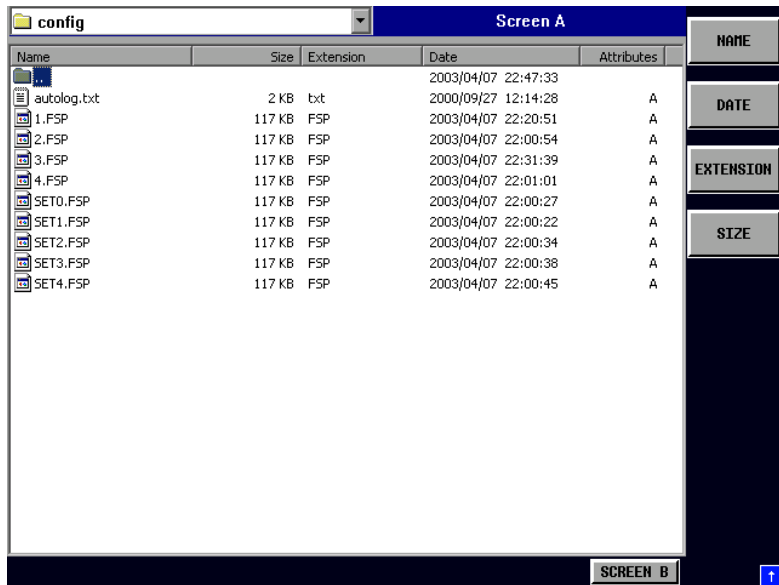 config Screen A
NAME
Name Size Extension Date Attributes
.. 2003/04/07 22:47:33
autolog.txt 2 KB txt 2000/09/27 12:14:28 A
DATE
1.FSP 117 KB FSP 2003/04/07 22:20:51 A
2.FSP 117 KB FSP 2003/04/07 22:00:54 A
3.FSP 117 KB FSP 2003/04/07 22:31:39 A
EXTENSION
4.FSP 117 KB FSP 2003/04/07 22:01:01 A
SET0.FSP 117 KB FSP 2003/04/07 22:00:27 A
SET1.FSP 117 KB FSP 2003/04/07 22:00:22 A
SIZE
SET2.FSP 117 KB FSP 2003/04/07 22:00:34 A
SET3.FSP 117 KB FSP 2003/04/07 22:00:38 A
SET4.FSP 117 KB FSP 2003/04/07 22:00:45 A
SCREEN B